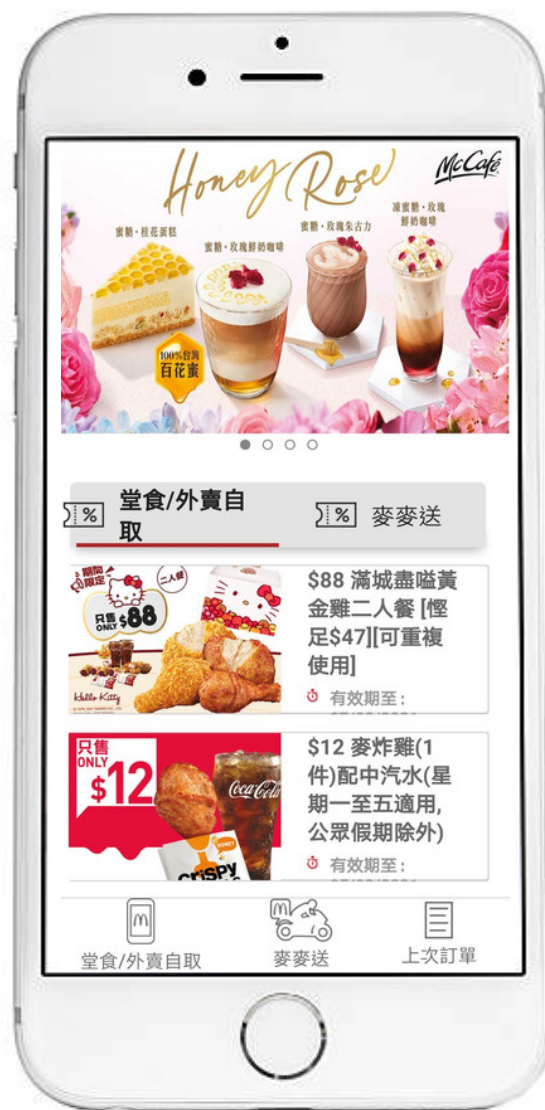 Honey Rose
McCafé
蜜糖・桂花蛋糕
蜜糖・玫瑰鮮奶咖啡
蜜糖・玫瑰朱古力
凍蜜糖・玫瑰
鮮奶咖啡
100%台灣
百花蜜
% 堂食/外賣自
取
% 麥麥送
期間
限定
二人餐
只售
ONLY $88
Hello Kitty
$88 滿城盡嗌黃
金雞二人餐 [慳
足$47][可重複
使用]
有效期至:
只售
ONLY
$12
Coca-Cola
HONEY
CRISPY
$12 麥炸雞(1
件)配中汽水(星
期一至五適用,
公眾假期除外)
有效期至:
堂食/外賣自取
麥麥送
上次訂單